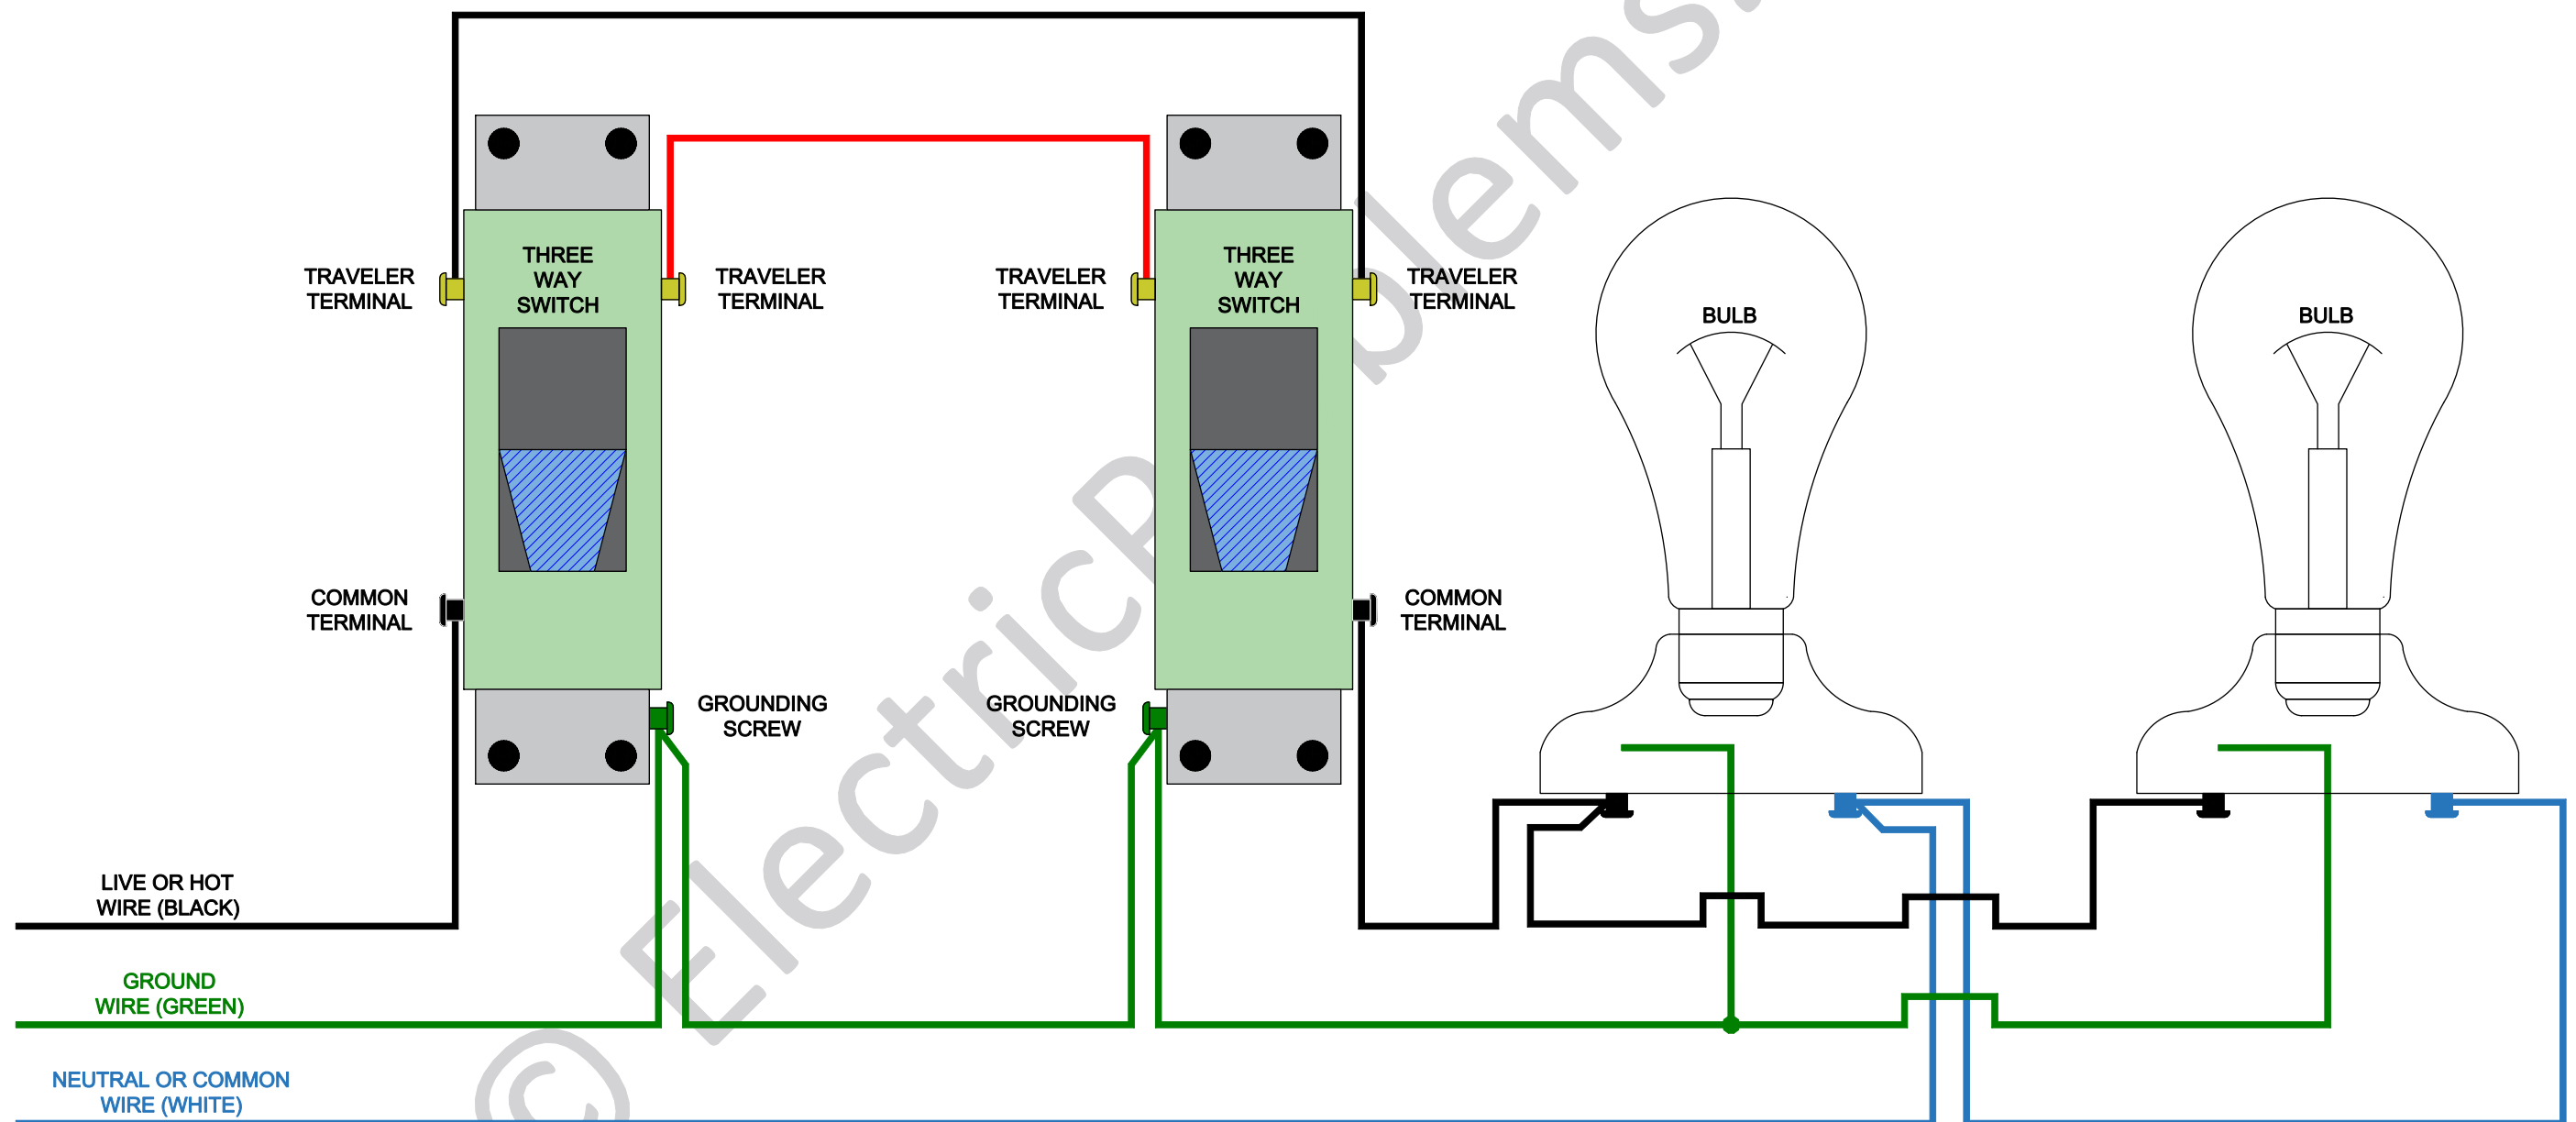 THREE
WAY
SWITCH
THREE
WAY
SWITCH
TRAVELER
TERMINAL
TRAVELER
TERMINAL
TRAVELER
TERMINAL
TRAVELER
TERMINAL
BULB
BULB
COMMON
TERMINAL
COMMON
TERMINAL
GROUNDING
SCREW
GROUNDING
SCREW
LIVE OR HOT
WIRE (BLACK)
GROUND
WIRE (GREEN)
NEUTRAL OR COMMON
WIRE (WHITE)